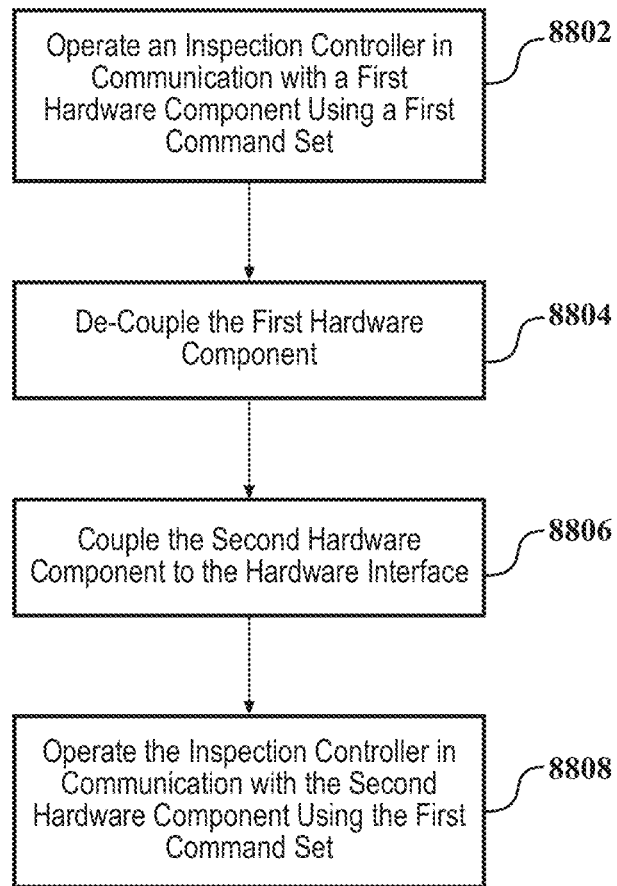 Operate an Inspection Controller in
Communication with a First
Hardware Component Using a First
Command Set
8802
De-Couple the First Hardware
Component
8804
Couple the Second Hardware
Component to the Hardware Interface
8806
Operate the Inspection Controller in
Communication with the Second
Hardware Component Using the First
Command Set
8808